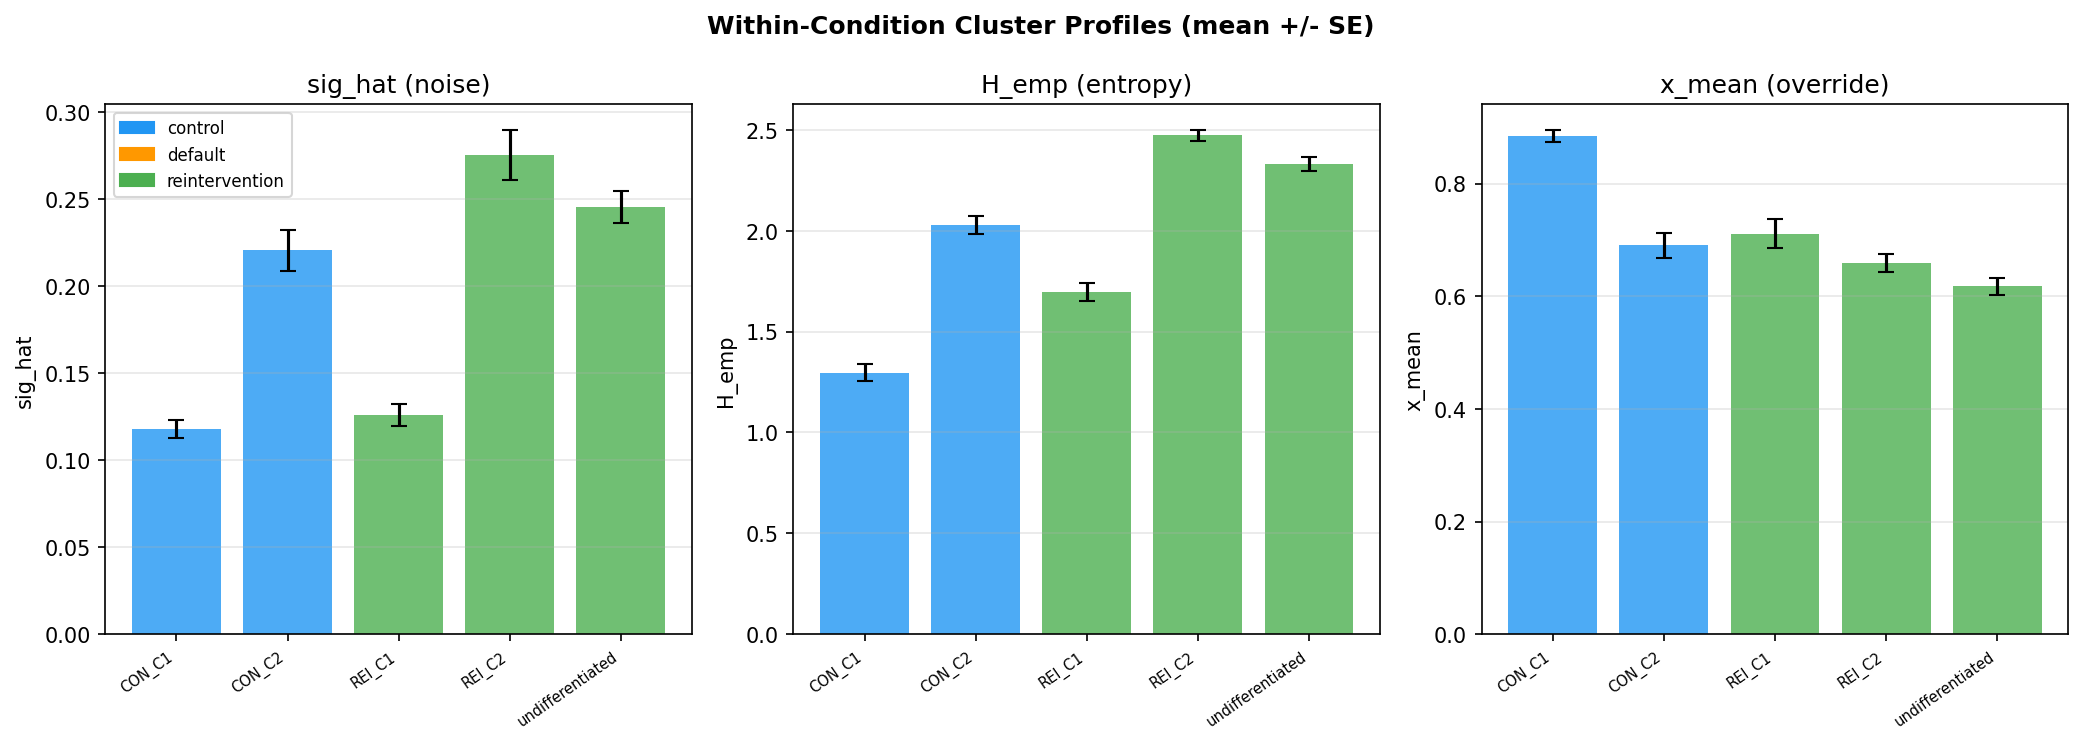 Within-Condition Cluster Profiles (mean +/- SE)
sig_hat (noise)
sig_hat
0.30
0.25
0.20
0.15
0.10
0.05
0.00
control
default
reintervention
CON_C1
CON_C2
REI_C1
REI_C2
undifferentiated
H_emp (entropy)
H_emp
2.5
2.0
1.5
1.0
0.5
0.0
CON_C1
CON_C2
REI_C1
REI_C2
undifferentiated
x_mean (override)
x_mean
0.8
0.6
0.4
0.2
0.0
CON_C1
CON_C2
REI_C1
REI_C2
undifferentiated